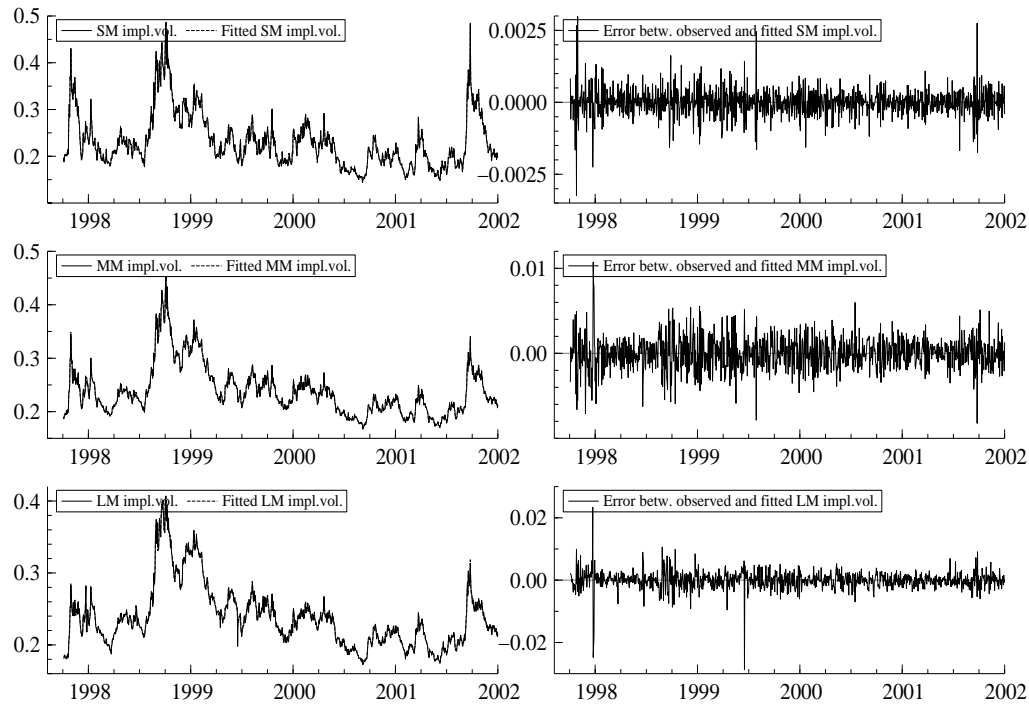 0.5
SM impl.vol. Fitted SM impl.vol.
0.4
0.3
0.2
1998 1999 2000 2001 2002
0.0025
Error betw. observed and fitted SM impl.vol.
0.0000
−0.0025
1998 1999 2000 2001 2002
0.5
MM impl.vol. Fitted MM impl.vol.
0.4
0.3
0.2
1998 1999 2000 2001 2002
0.01
Error betw. observed and fitted MM impl.vol.
0.00
1998 1999 2000 2001 2002
0.4
LM impl.vol. Fitted LM impl.vol.
0.3
0.2
1998 1999 2000 2001 2002
Error betw. observed and fitted LM impl.vol.
0.02
0.00
−0.02
1998 1999 2000 2001 2002